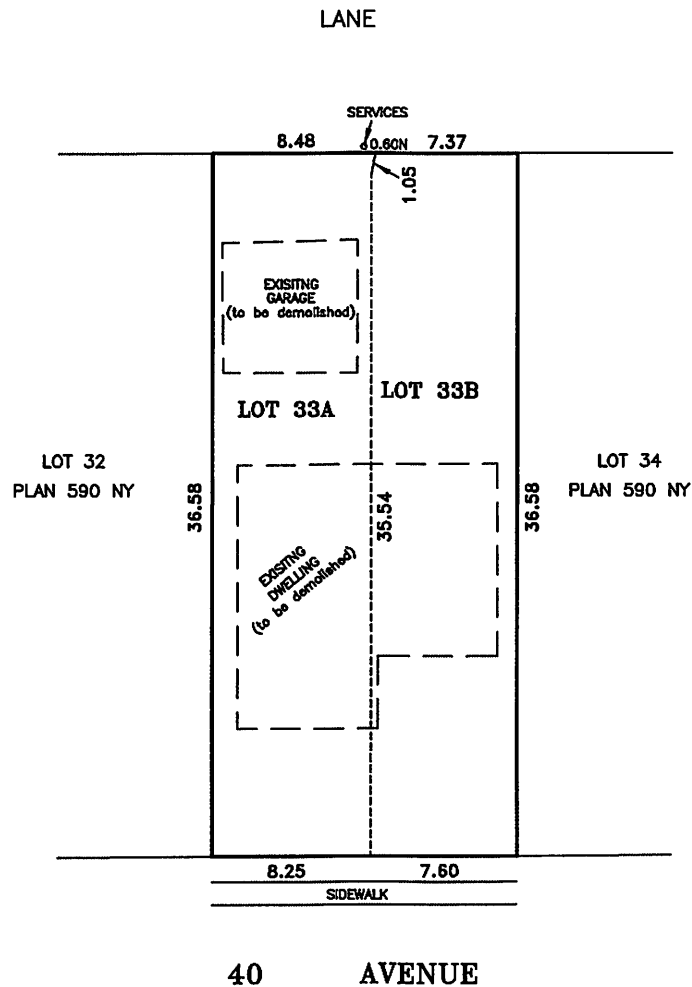 LANE
SERVICES
8.48 0.60N 7.37
1.05
EXISITNG
GARAGE
(to be demolished)
LOT 33A
LOT 33B
LOT 32
PLAN 590 NY
36.58
35.54
36.58
LOT 34
PLAN 590 NY
EXISITNG
DWELLING
(to be demolished)
8.25 7.60
SIDEWALK
40 AVENUE